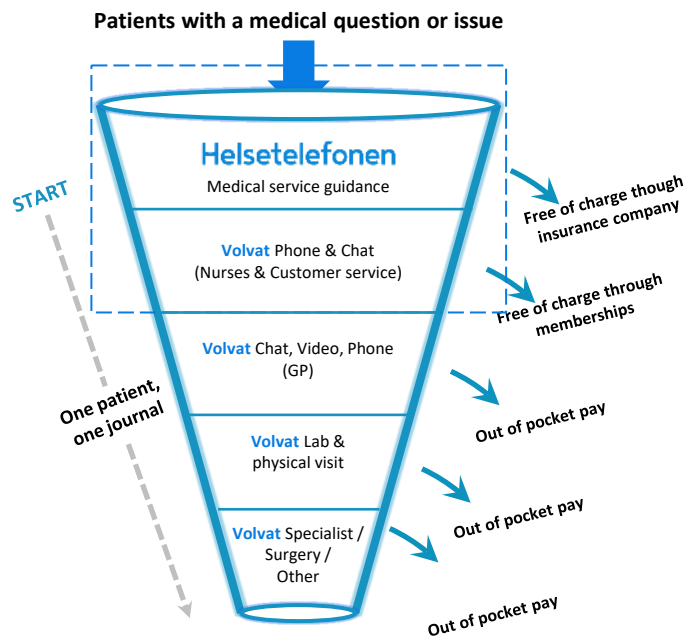 Patients with a medical question or issue
Helsetelefonen
Medical service guidance
START
Free of charge though
insurance company
Volvat Phone & Chat
(Nurses & Customer service)
Free of charge through
memberships
Volvat Chat, Video, Phone
(GP)
One patient,
one journal
Out of pocket pay
Volvat Lab &
physical visit
Out of pocket pay
Volvat Specialist /
Surgery /
Other
Out of pocket pay